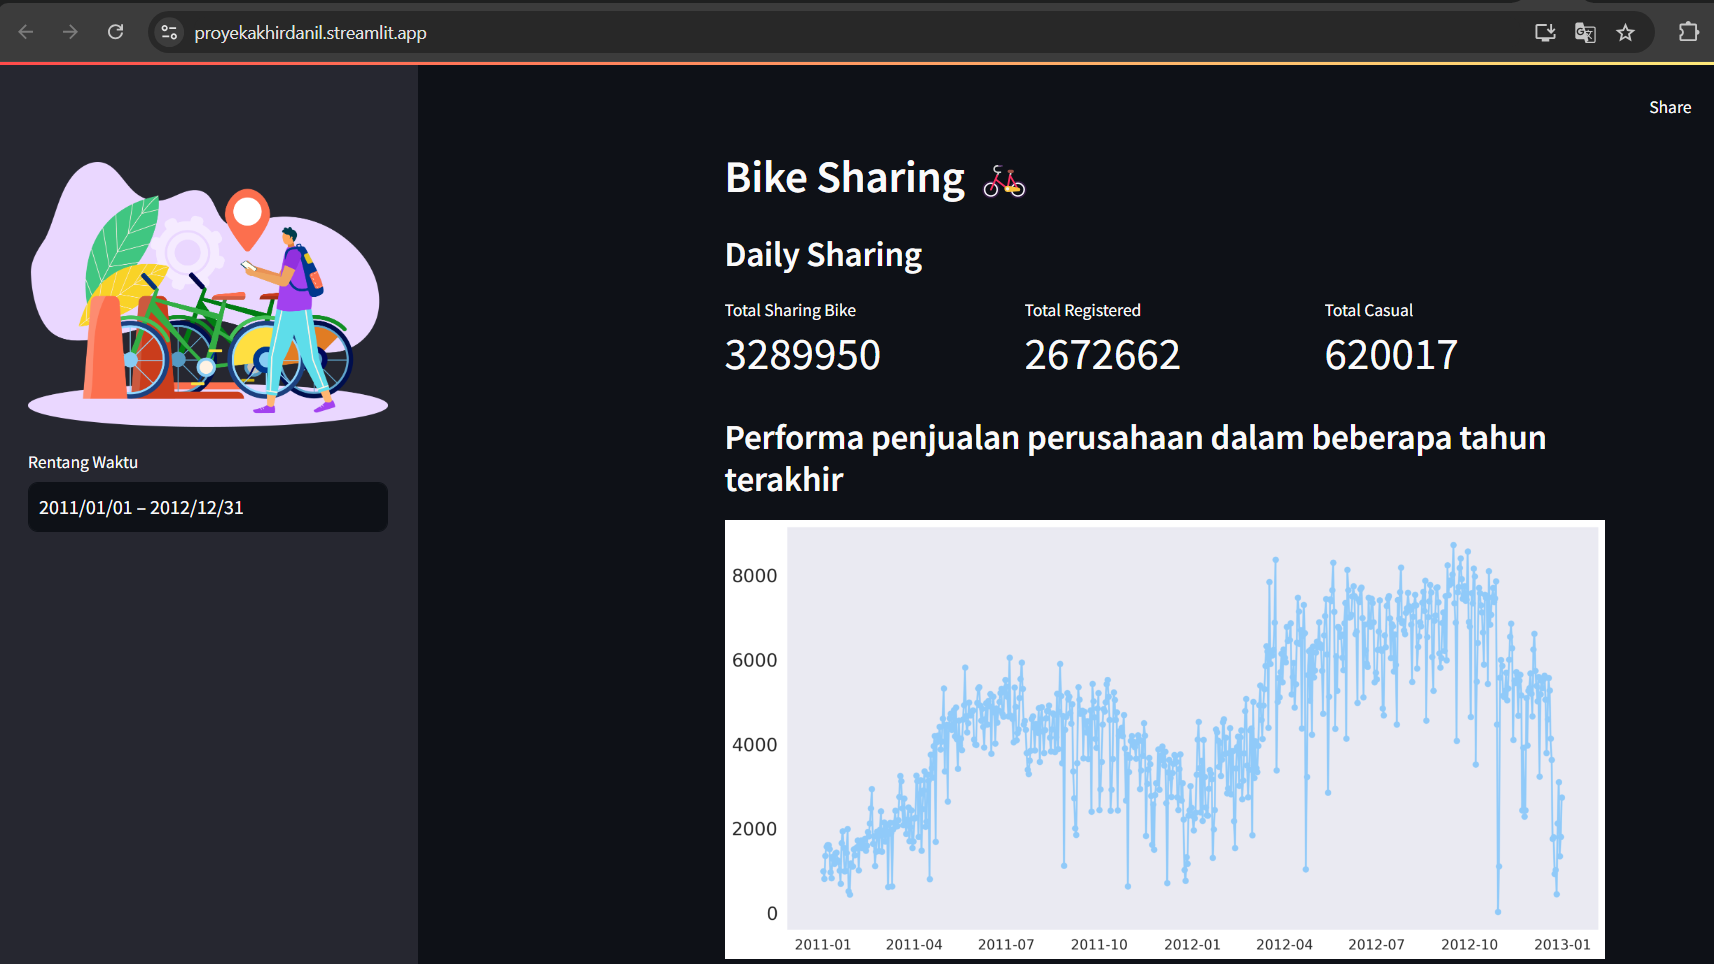 proyekakhirdanil.streamlit.app
Share
Rentang Waktu
2011/01/01 – 2012/12/31
Bike Sharing
Daily Sharing
Total Sharing Bike
3289950
Total Registered
2672662
Total Casual
620017
Performa penjualan perusahaan dalam beberapa tahun
terakhir
8000
6000
4000
2000
0
2011-01 2011-04 2011-07 2011-10 2012-01 2012-04 2012-07 2012-10 2013-01